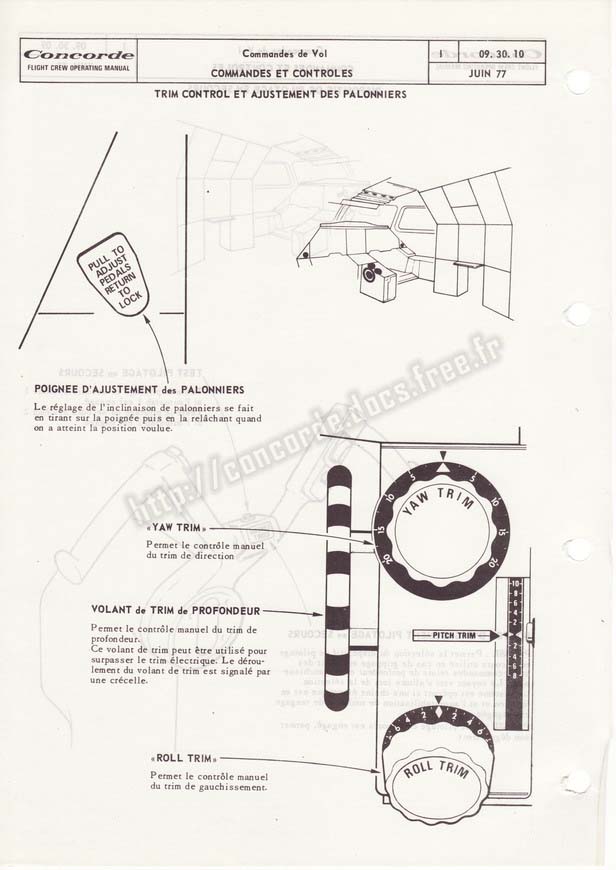 Concorde
FLIGHT CREW OPERATING MANUAL
Commandes de Vol
COMMANDES ET CONTROLES
1
09. 30. 10
JUIN 77
TRIM CONTROL ET AJUSTEMENT DES PALONNIERS
PULL TO
ADJUST
PEDALS
RETURN
TO
LOCK
POIGNEE D'AJUSTEMENT des PALONNIERS
Le réglage de l'inclinaison de palonniers se fait
en tirant sur la poignée puis en la relâchant quand
on a atteint la position voulue.
http://concorde.docs.free.fr
«YAW TRIM»
Permet le contrôle manuel
du trim de direction
YAW TRIM
20 15 10 5 5 10 15 20
VOLANT de TRIM de PROFONDEUR
Permet le contrôle manuel du trim de
profondeur.
Ce volant de trim peut être utilisé pour
surpasser le trim électrique. Le dérou-
lement du volant de trim est signalé par
une crécelle.
PITCH TRIM
10
8
6
4
2
2
4
6
8
«ROLL TRIM»
Permet le contrôle manuel
du trim de gauchissement.
6 4 2 2 4 6
ROLL TRIM